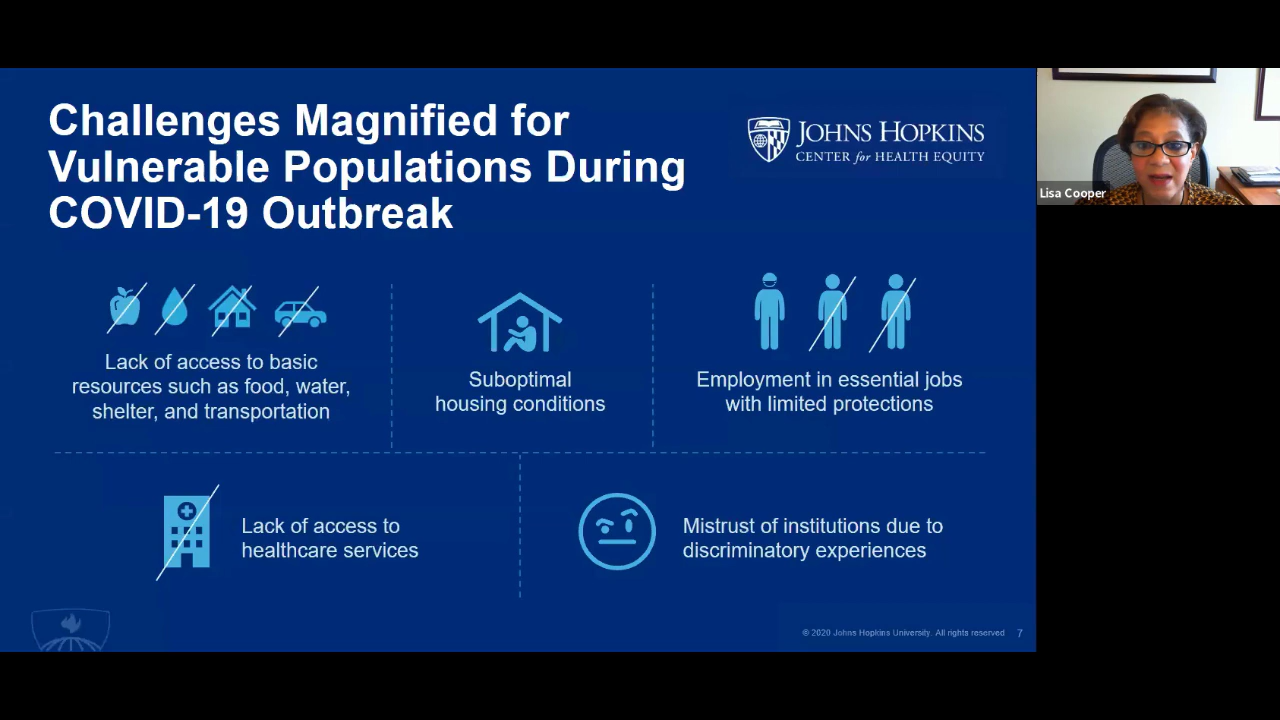 Challenges Magnified for
Vulnerable Populations During
COVID-19 Outbreak
JOHNS HOPKINS
CENTER for HEALTH EQUITY
Lisa Cooper
Lack of access to basic
resources such as food, water,
shelter, and transportation
Suboptimal
housing conditions
Employment in essential jobs
with limited protections
Lack of access to
healthcare services
Mistrust of institutions due to
discriminatory experiences
© 2020 Johns Hopkins University. All rights reserved 7